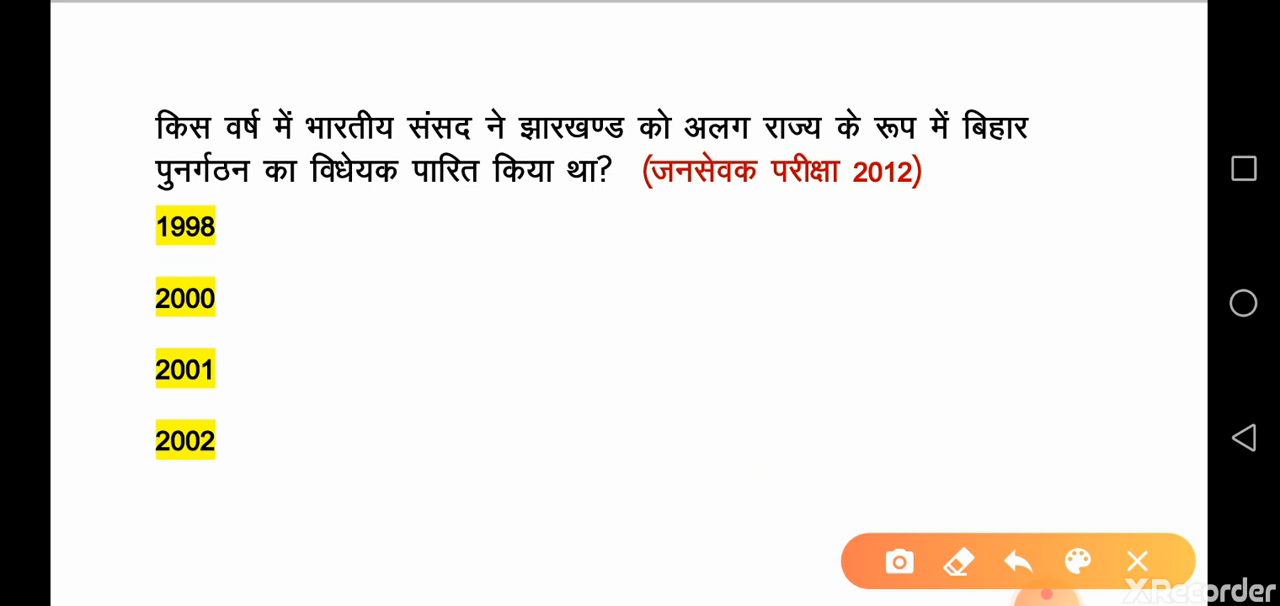 किस वर्ष में भारतीय संसद ने झारखण्ड को अलग राज्य के रूप में बिहार
पुनर्गठन का विधेयक पारित किया था? (जनसेवक परीक्षा 2012)
1998
2000
2001
2002
XRecorder